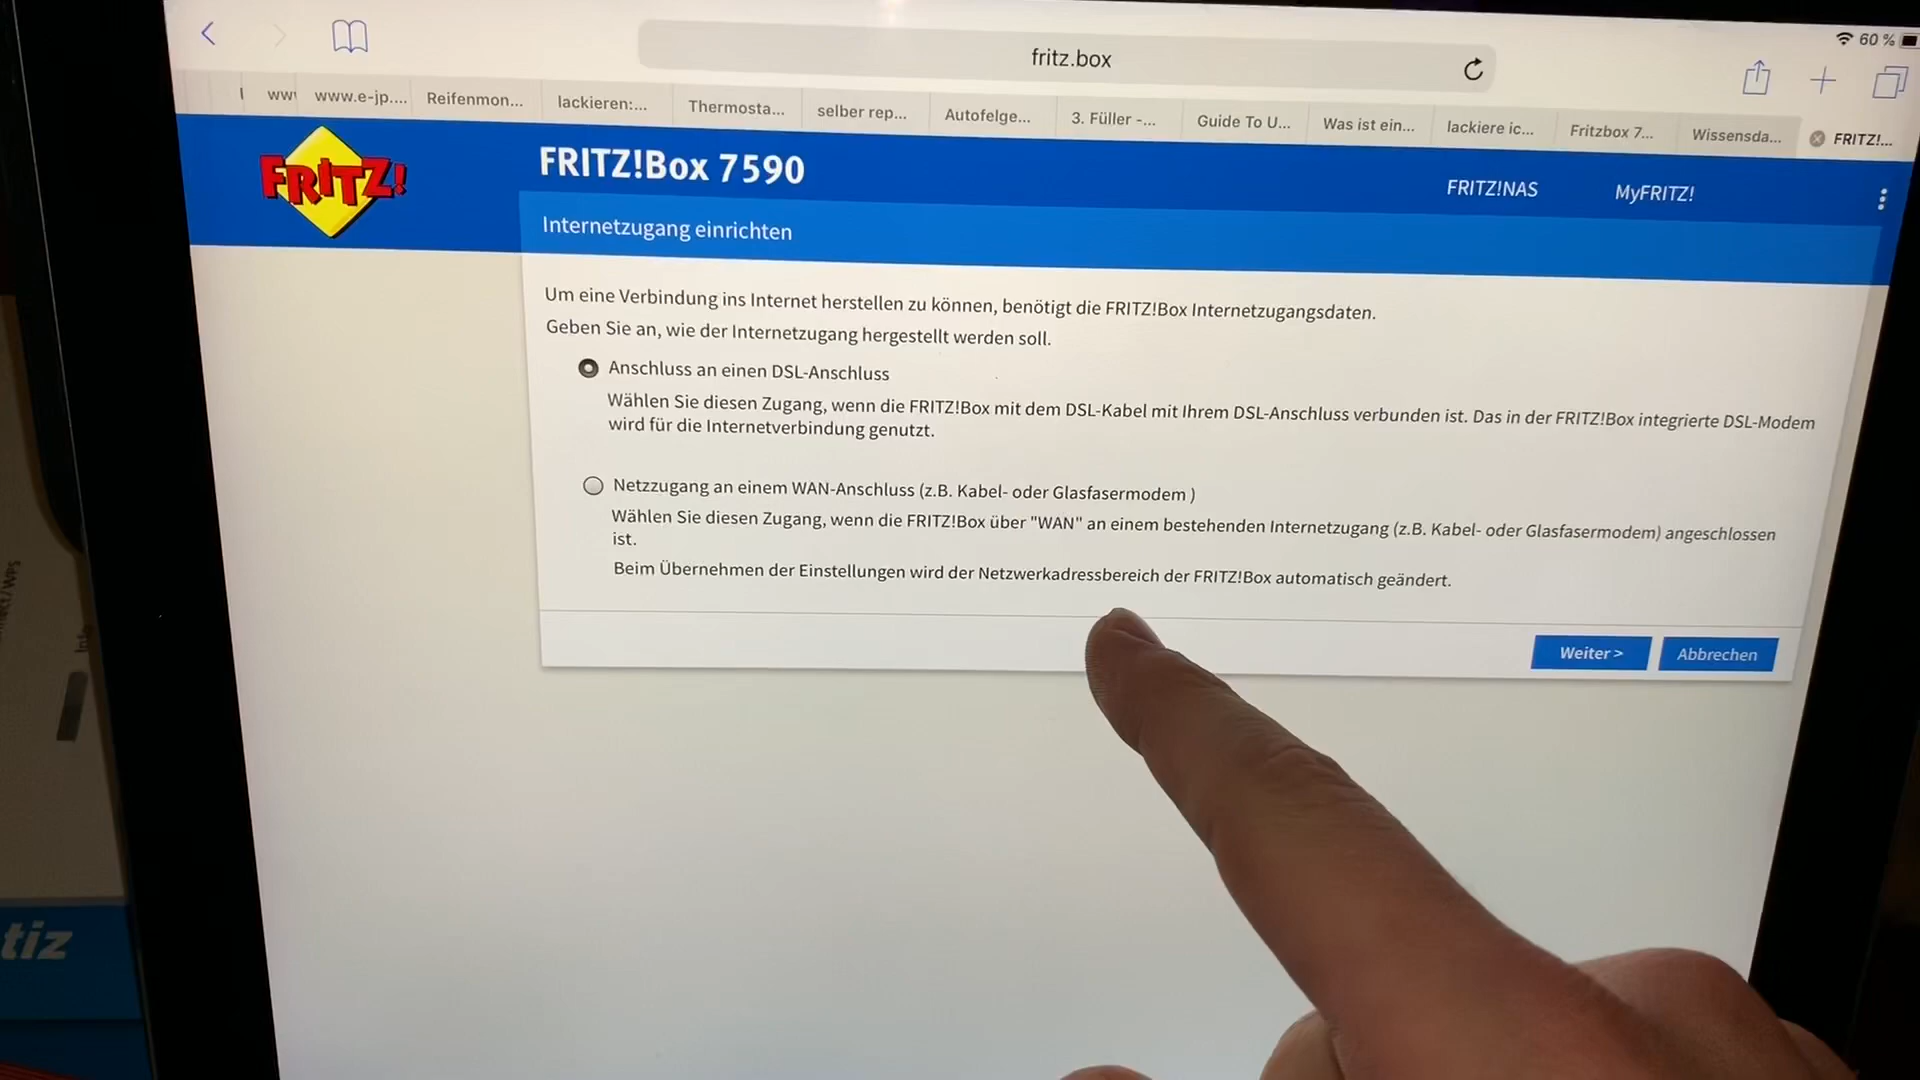 fritz.box
60 %
www.e-jp....
Reifenmon...
lackieren:...
Thermosta...
selber rep...
Autofelge...
3. Füller -...
Guide To U...
Was ist ein...
lackiere ic...
Fritzbox 7...
Wissensda...
FRITZ!...
FRITZ!
FRITZ!Box 7590
FRITZ!NAS
MyFRITZ!
Internetzugang einrichten
Um eine Verbindung ins Internet herstellen zu können, benötigt die FRITZ!Box Internetzugangsdaten.
Geben Sie an, wie der Internetzugang hergestellt werden soll.
Anschluss an einen DSL-Anschluss
Wählen Sie diesen Zugang, wenn die FRITZ!Box mit dem DSL-Kabel mit Ihrem DSL-Anschluss verbunden ist. Das in der FRITZ!Box integrierte DSL-Modem
wird für die Internetverbindung genutzt.
Netzzugang an einem WAN-Anschluss (z.B. Kabel- oder Glasfasermodem )
Wählen Sie diesen Zugang, wenn die FRITZ!Box über "WAN" an einem bestehenden Internetzugang (z.B. Kabel- oder Glasfasermodem) angeschlossen
ist.
Beim Übernehmen der Einstellungen wird der Netzwerkadressbereich der FRITZ!Box automatisch geändert.
Weiter >
Abbrechen
Info
tiz